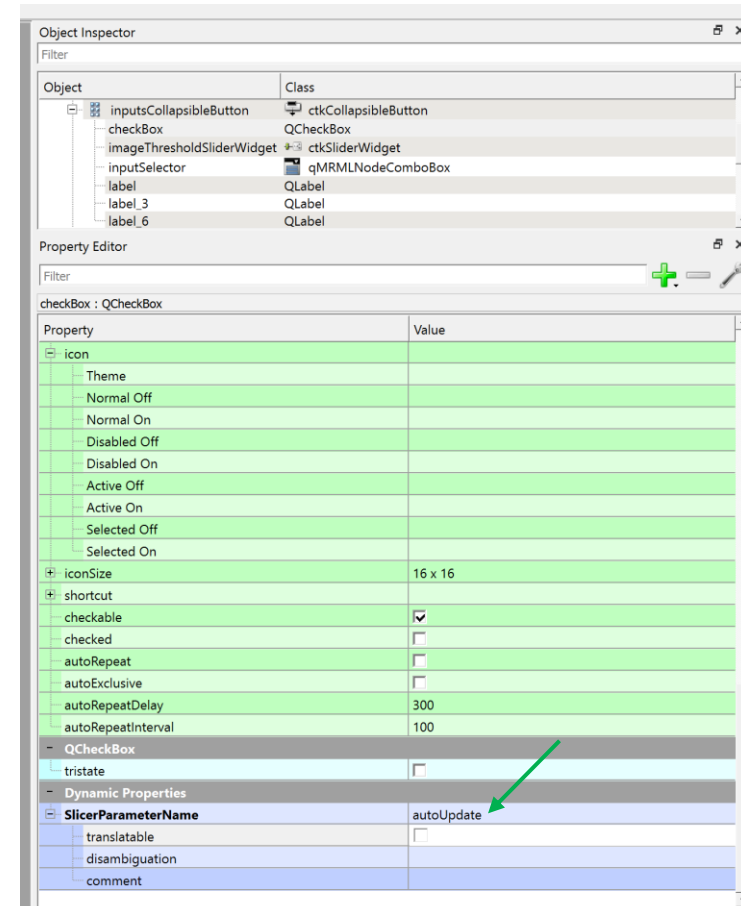 Object Inspector
Filter
Object Class
inputsCollapsibleButton ctkCollapsibleButton
checkBox QCheckBox
imageThresholdSliderWidget ctkSliderWidget
inputSelector qMRMLNodeComboBox
label QLabel
label_3 QLabel
label_6 QLabel
Property Editor
Filter
checkBox : QCheckBox
Property Value
icon
Theme
Normal Off
Normal On
Disabled Off
Disabled On
Active Off
Active On
Selected Off
Selected On
iconSize 16 x 16
shortcut
checkable
checked
autoRepeat
autoExclusive
autoRepeatDelay 300
autoRepeatInterval 100
QCheckBox
tristate
Dynamic Properties
SlicerParameterName autoUpdate
translatable
disambiguation
comment